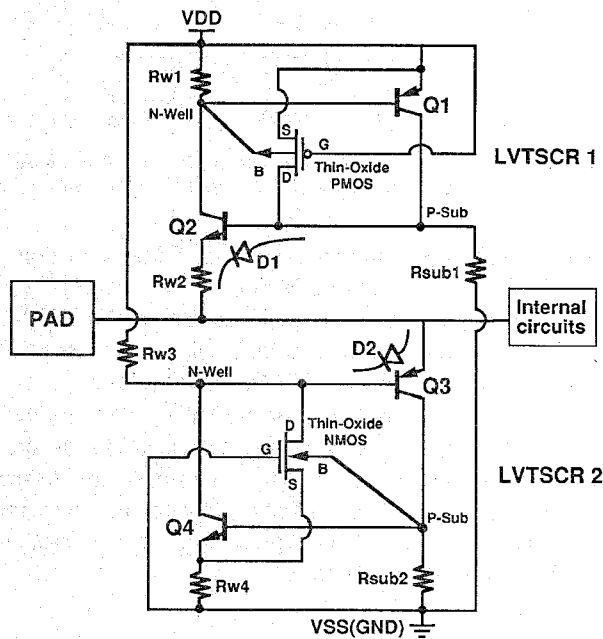 VDD
Rw1
Q1
N-Well
S
G
B
Thin-Oxide
PMOS
D
LVTSCR 1
P-Sub
Q2
D1
Rw2
Rsub1
PAD
Internal
circuits
Rw3
D2
N-Well
Q3
D
Thin-Oxide
NMOS
G
B
S
LVTSCR 2
P-Sub
Q4
Rw4
Rsub2
VSS(GND)